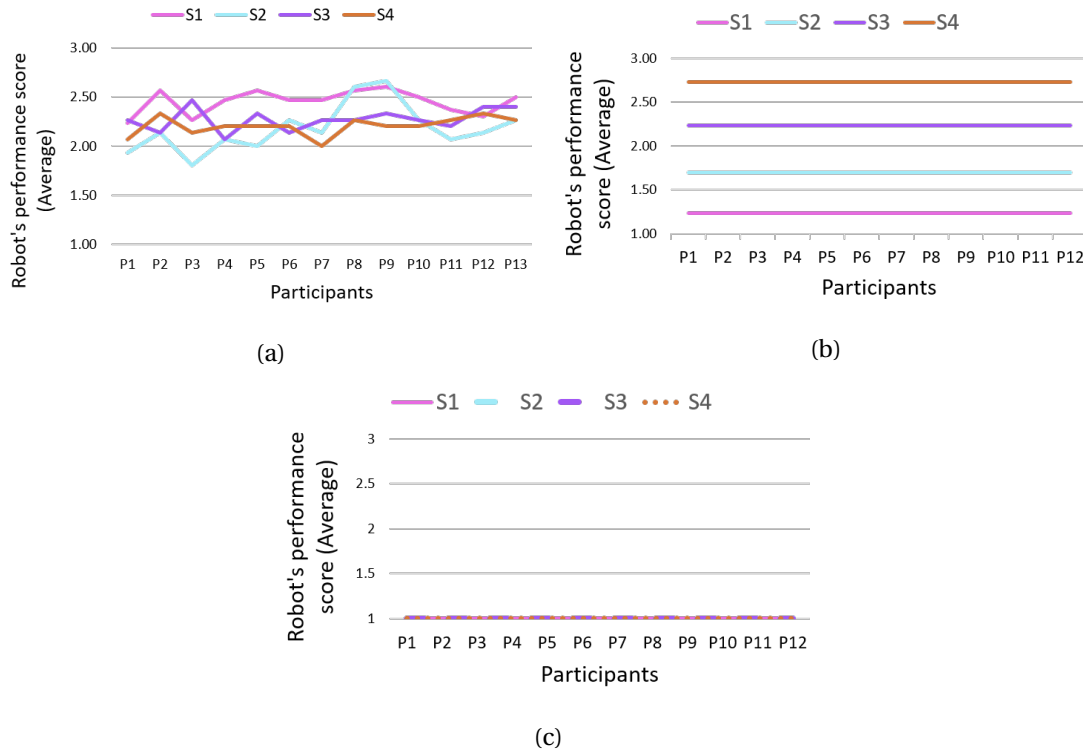 S1 S2 S3 S4
Robot's performance score
(Average)
3.00
2.50
2.00
1.50
1.00
P1 P2 P3 P4 P5 P6 P7 P8 P9 P10 P11 P12 P13
Participants
(a)
S1 S2 S3 S4
Robot's performance
score (Average)
3.00
2.50
2.00
1.50
1.00
P1 P2 P3 P4 P5 P6 P7 P8 P9 P10 P11 P12
Participants
(b)
S1 S2 S3 S4
Robot's performance
score (Average)
3
2.5
2
1.5
1
P1 P2 P3 P4 P5 P6 P7 P8 P9 P10 P11 P12
Participants
(c)